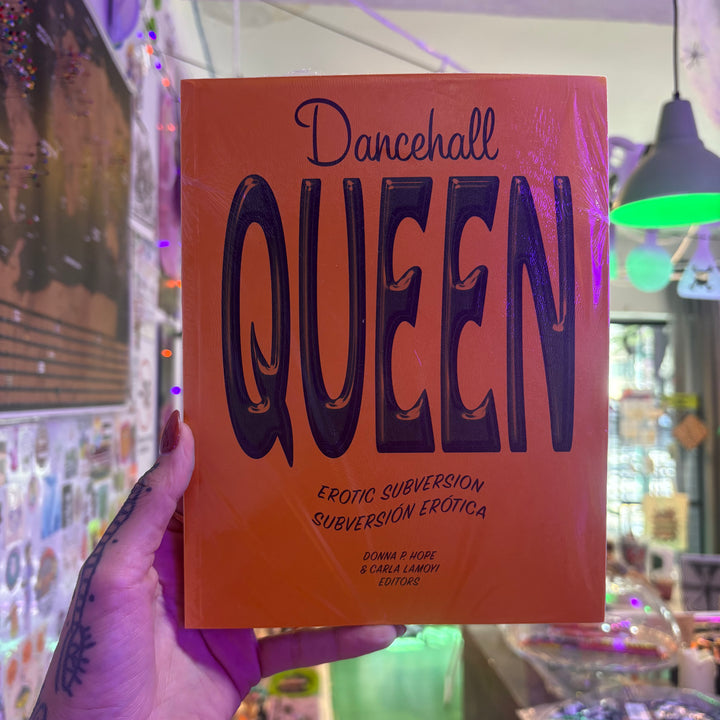 Dancehall
QUEEN
EROTIC SUBVERSION
SUBVERSIÓN ERÓTICA
DONNA P. HOPE
& CARLA LAMOYI
EDITORS